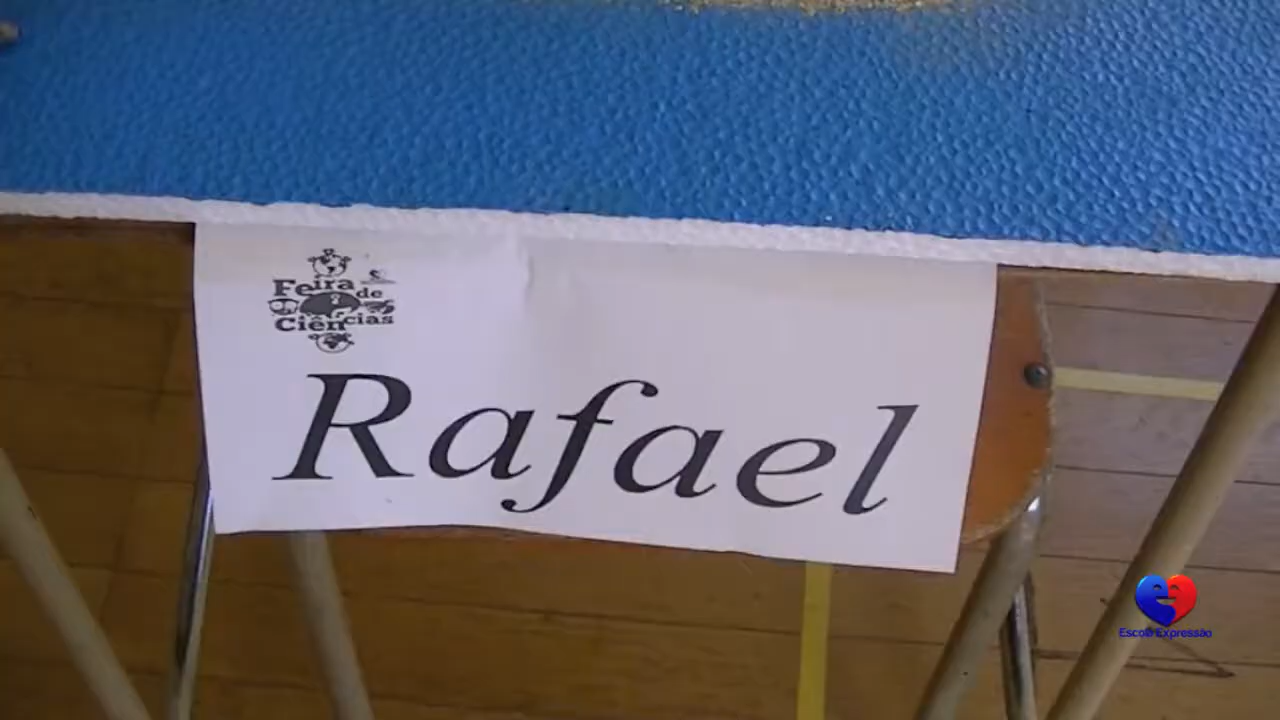 Feira
de
Ciências
Rafael
Escola Expressão